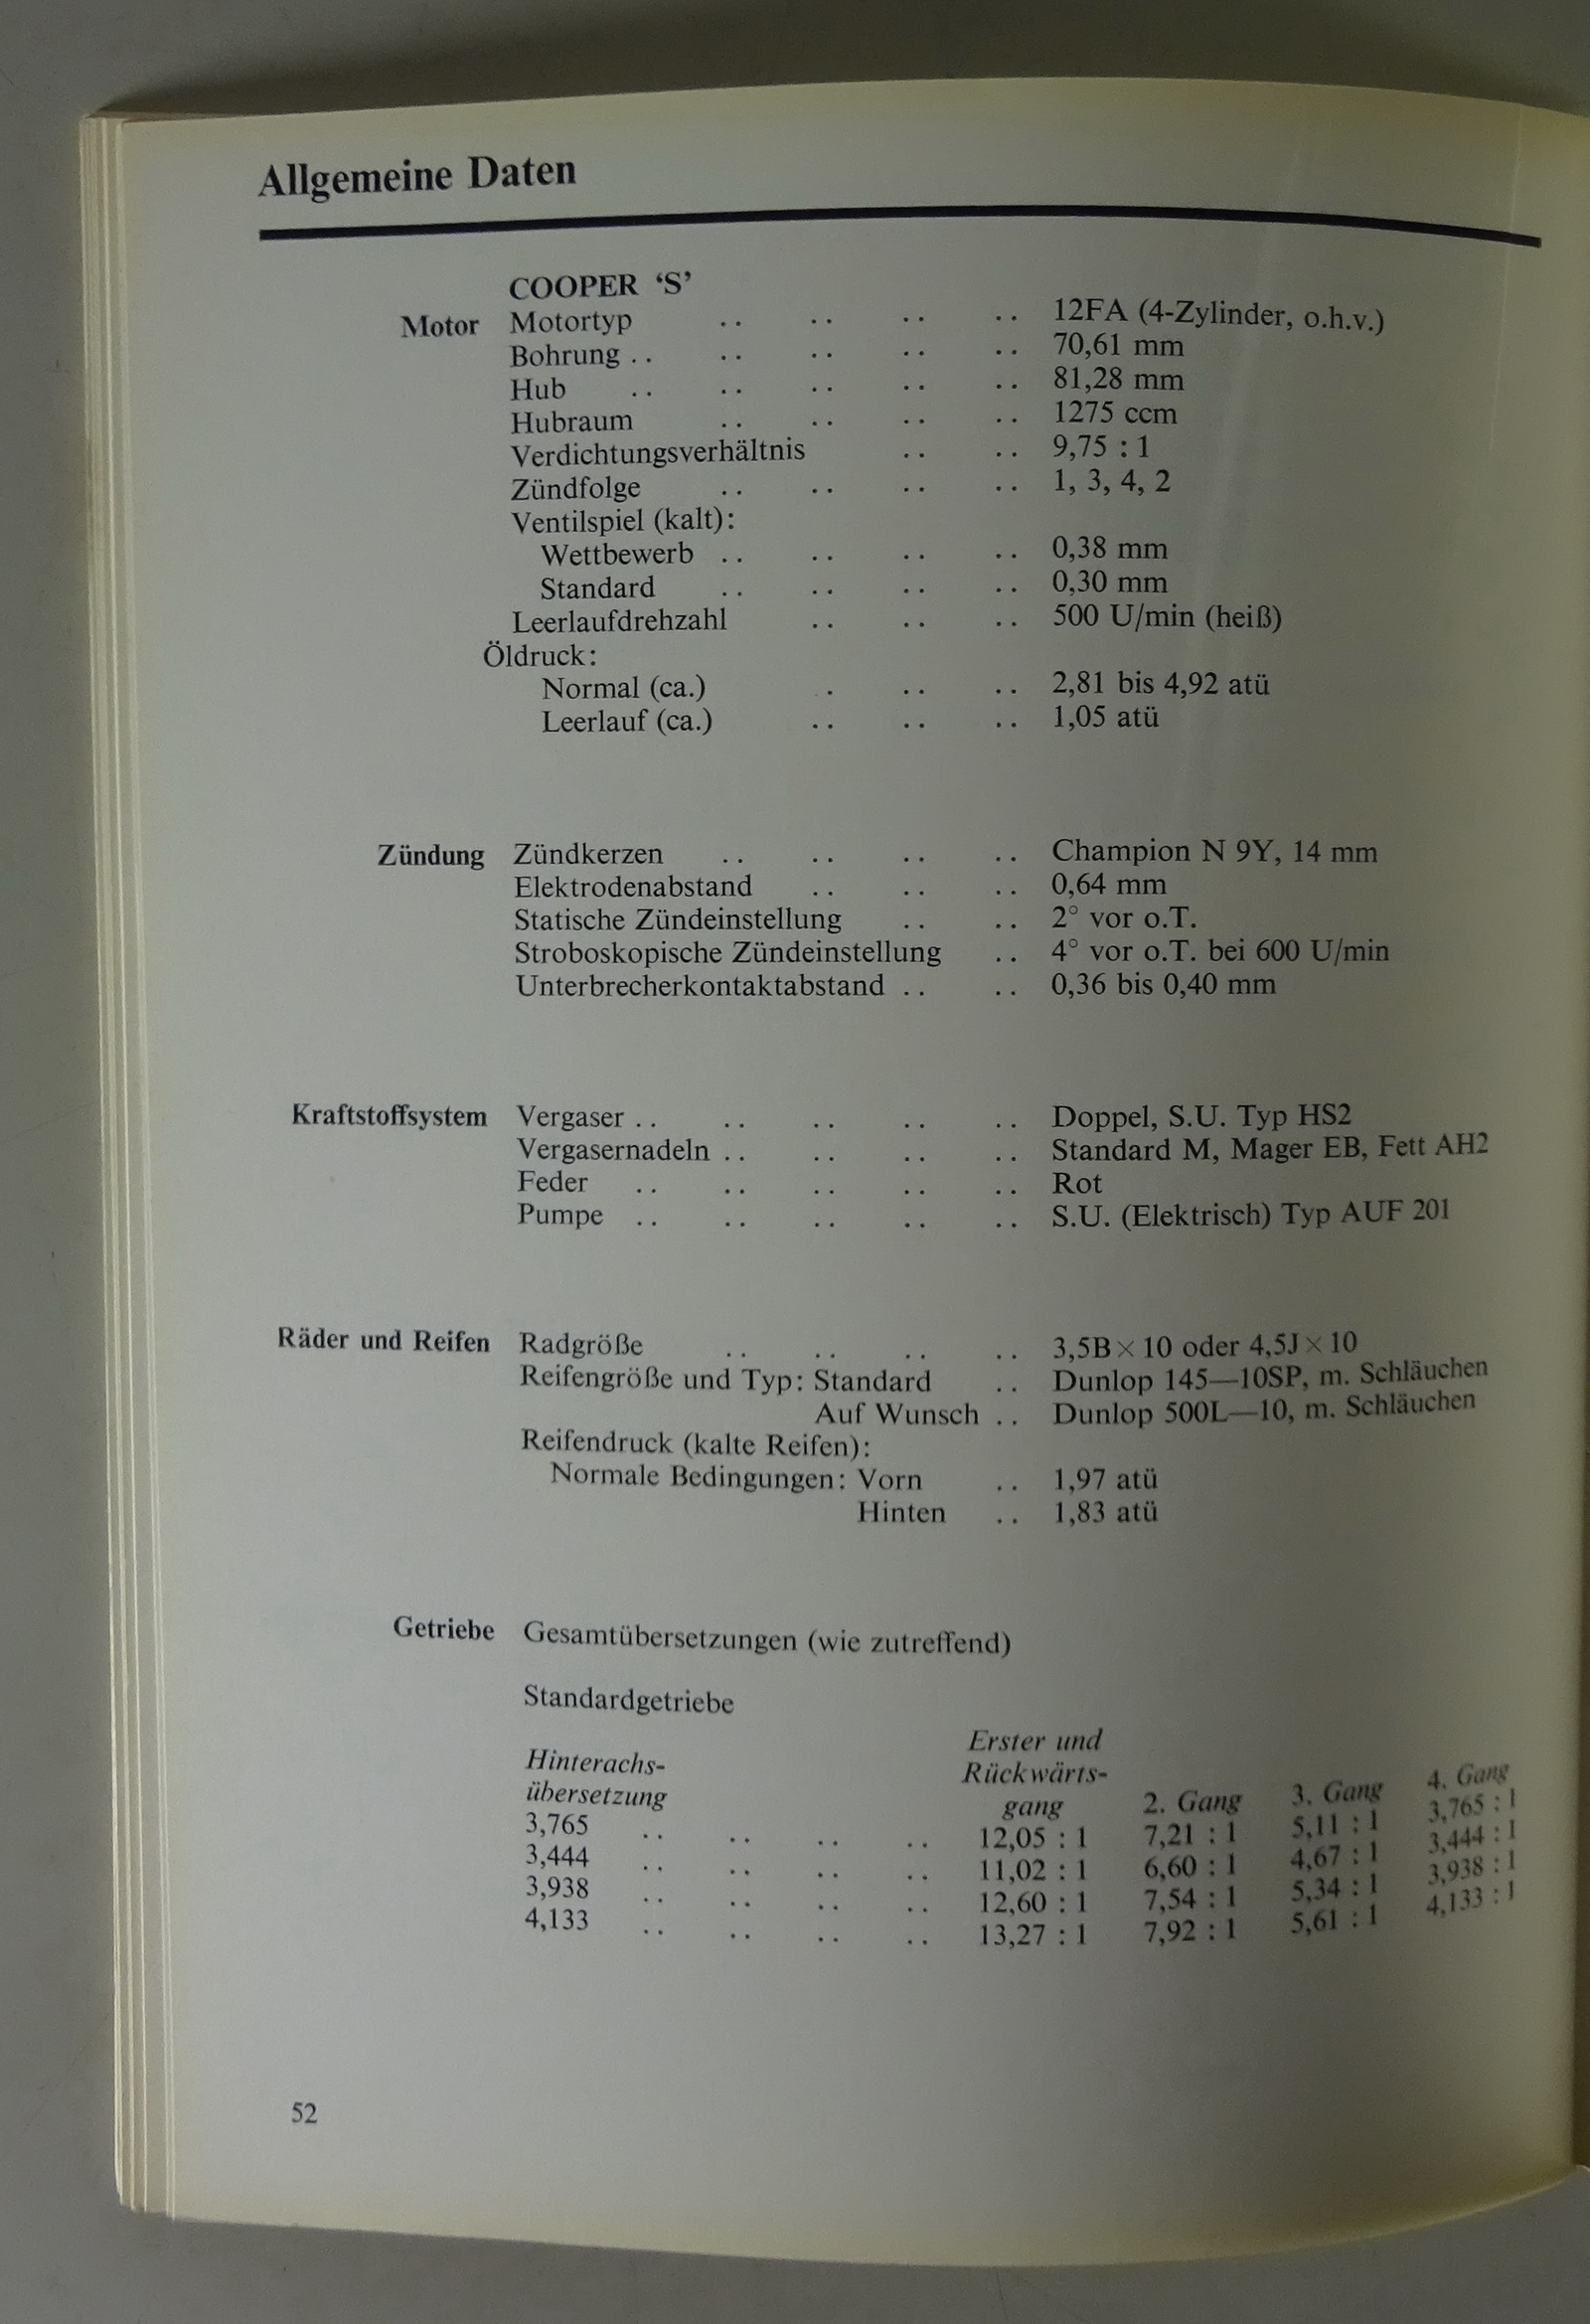 Allgemeine Daten
COOPER ‘S’
Motor Motortyp .. .. .. .. 12FA (4-Zylinder, o.h.v.)
Bohrung .. .. .. .. .. 70,61 mm
Hub .. .. .. .. .. 81,28 mm
Hubraum .. .. .. .. 1275 ccm
Verdichtungsverhältnis .. .. 9,75 : 1
Zündfolge .. .. .. .. 1, 3, 4, 2
Ventilspiel (kalt):
Wettbewerb .. .. .. .. 0,38 mm
Standard .. .. .. .. 0,30 mm
Leerlaufdrehzahl .. .. .. 500 U/min (heiß)
Öldruck:
Normal (ca.) . .. .. 2,81 bis 4,92 atü
Leerlauf (ca.) .. .. .. 1,05 atü
Zündung Zündkerzen .. .. .. .. Champion N 9Y, 14 mm
Elektrodenabstand .. .. .. 0,64 mm
Statische Zündeinstellung .. .. 2° vor o.T.
Stroboskopische Zündeinstellung .. 4° vor o.T. bei 600 U/min
Unterbrecherkontaktabstand .. .. 0,36 bis 0,40 mm
Kraftstoffsystem Vergaser .. .. .. .. .. Doppel, S.U. Typ HS2
Vergasernadeln .. .. .. .. Standard M, Mager EB, Fett AH2
Feder .. .. .. .. .. Rot
Pumpe .. .. .. .. .. S.U. (Elektrisch) Typ AUF 201
Räder und Reifen Radgröße .. .. .. .. 3,5B×10 oder 4,5J×10
Reifengröße und Typ: Standard .. Dunlop 145—10SP, m. Schläuchen
Auf Wunsch .. Dunlop 500L—10, m. Schläuchen
Reifendruck (kalte Reifen):
Normale Bedingungen: Vorn .. 1,97 atü
Hinten .. 1,83 atü
Getriebe Gesamtübersetzungen (wie zutreffend)
Standardgetriebe
Erster und
Hinterachs- Rückwärts-
übersetzung gang 2. Gang 3. Gang 4. Gang
3,765 .. .. .. .. 12,05 : 1 7,21 : 1 5,11 : 1 3,765 : 1
3,444 .. .. .. .. 11,02 : 1 6,60 : 1 4,67 : 1 3,444 : 1
3,938 .. .. .. .. 12,60 : 1 7,54 : 1 5,34 : 1 3,938 : 1
4,133 .. .. .. .. 13,27 : 1 7,92 : 1 5,61 : 1 4,133 : 1
52